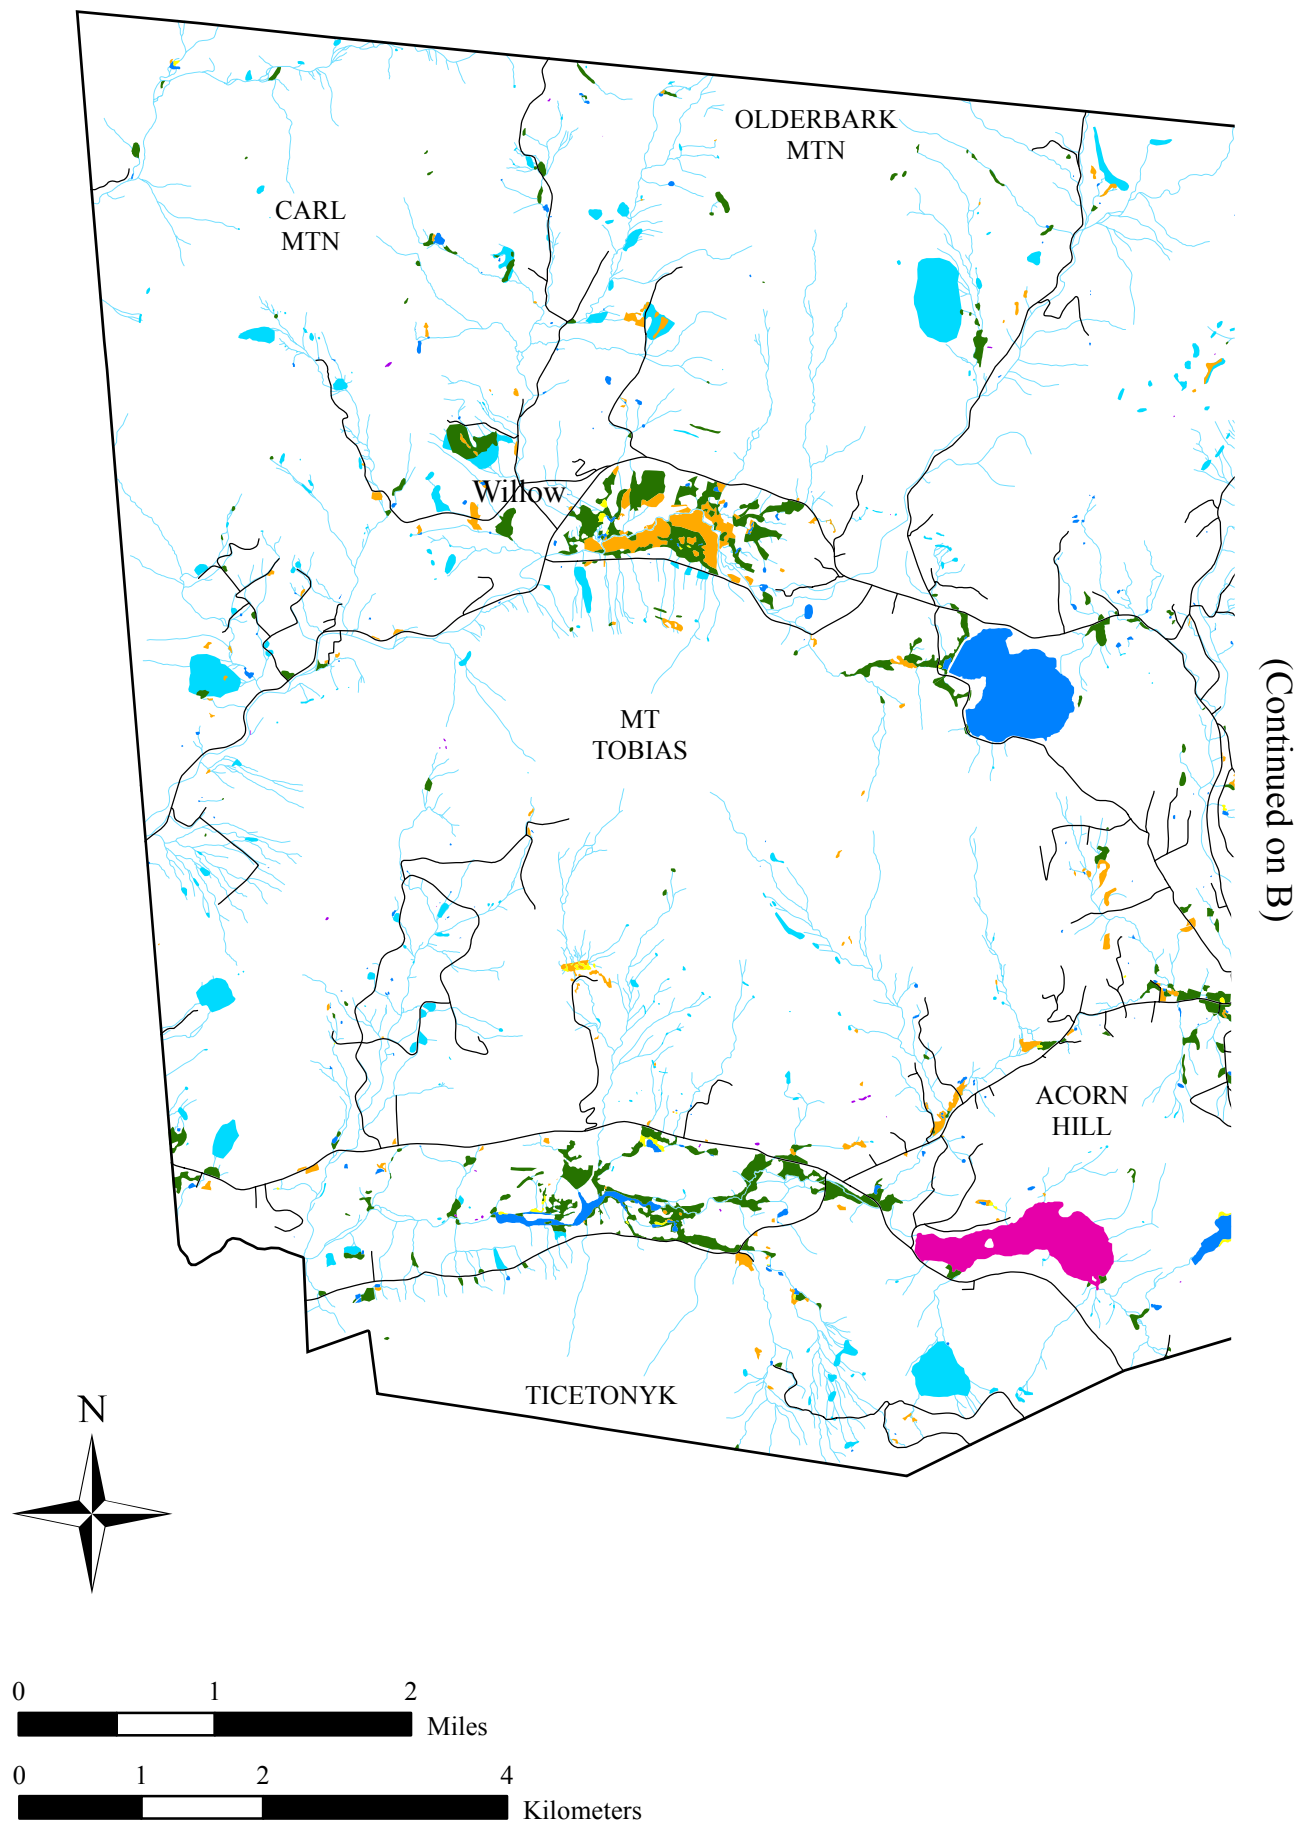 OLDERBARK
MTN
CARL
MTN
Willow
(Continued on B)
MT
TOBIAS
ACORN
HILL
TICETONYK
N
0 1 2
Miles
0 1 2 4
Kilometers